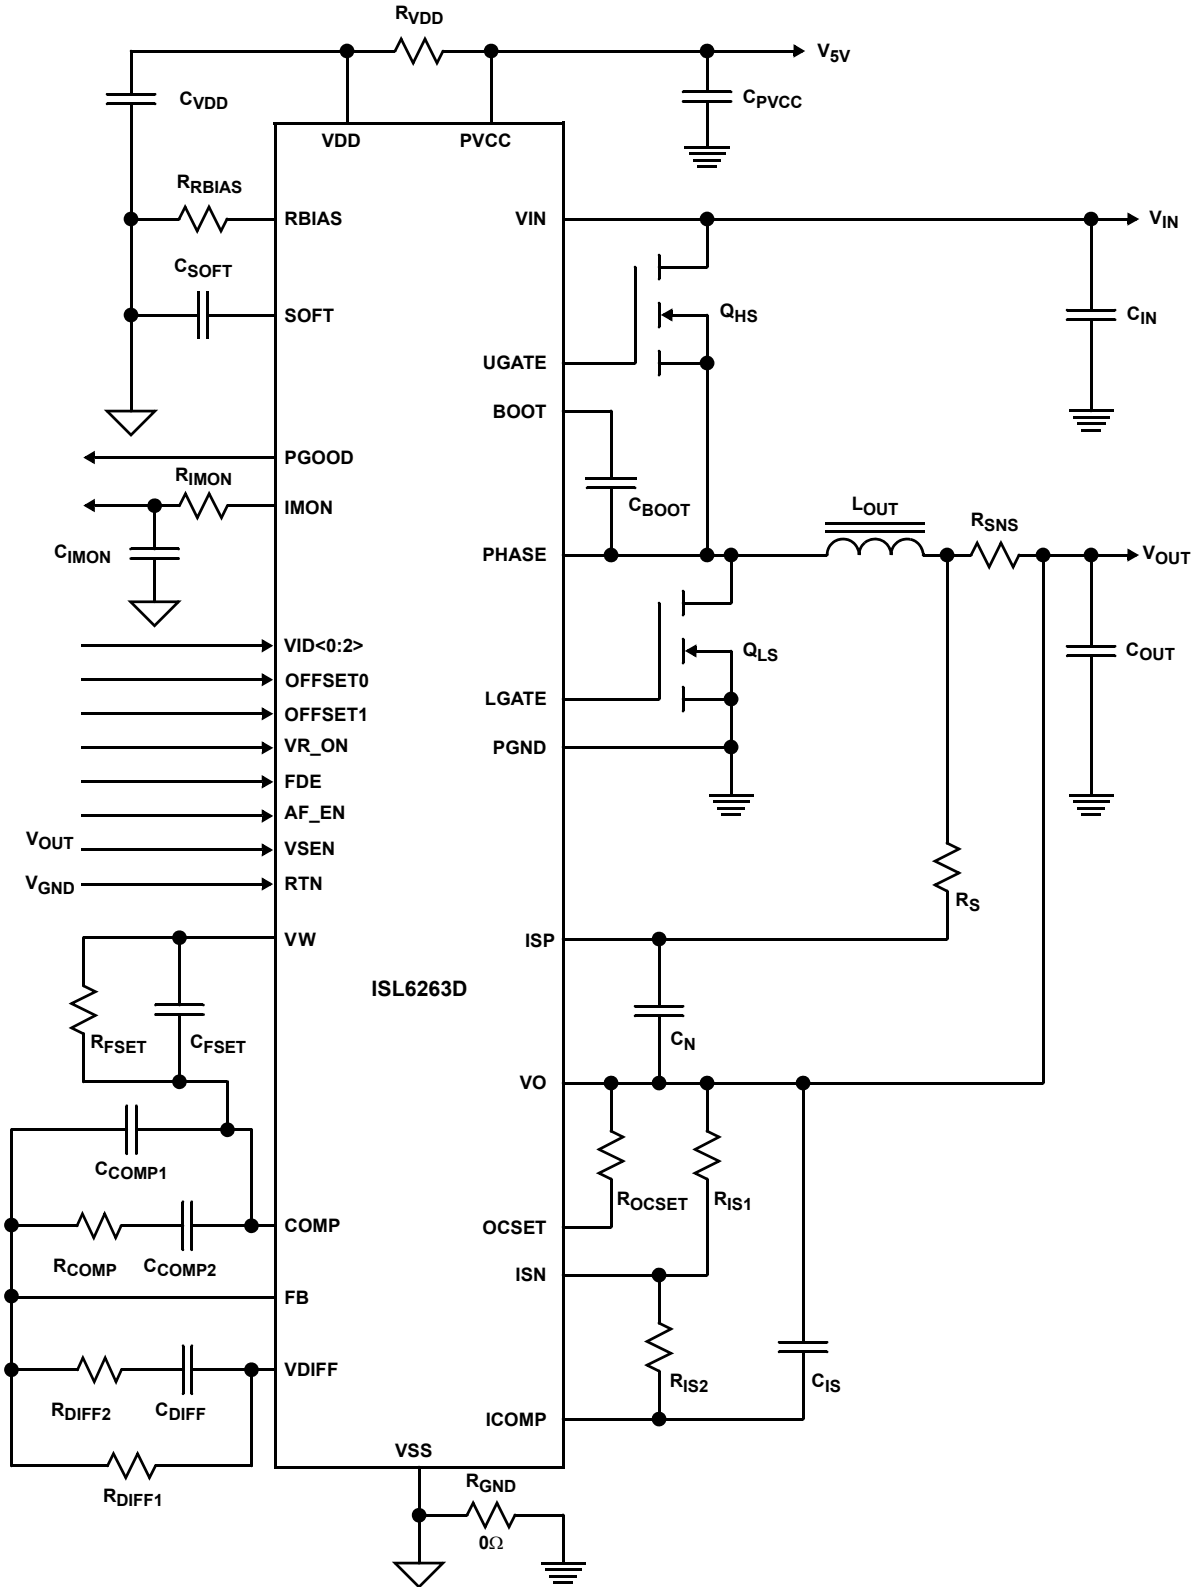 RVDD
V5V
CVDD
CPVCC
VDD PVCC
RRBIAS
RBIAS VIN VIN
CSOFT
SOFT QHS CIN
UGATE
BOOT
PGOOD
RIMON
IMON CBOOT LOUT RSNS
CIMON PHASE VOUT
VID<0:2> QLS COUT
OFFSET0
LGATE
OFFSET1
VR_ON PGND
FDE
AF_EN
VOUT VSEN
VGND RTN RS
VW ISP
ISL6263D
RFSET CFSET CN
VO
CCOMP1
ROCSET RIS1
COMP OCSET
RCOMP CCOMP2
ISN
FB
VDIFF
RDIFF2 CDIFF RIS2 CIS
ICOMP
VSS
RDIFF1 RGND
0Ω